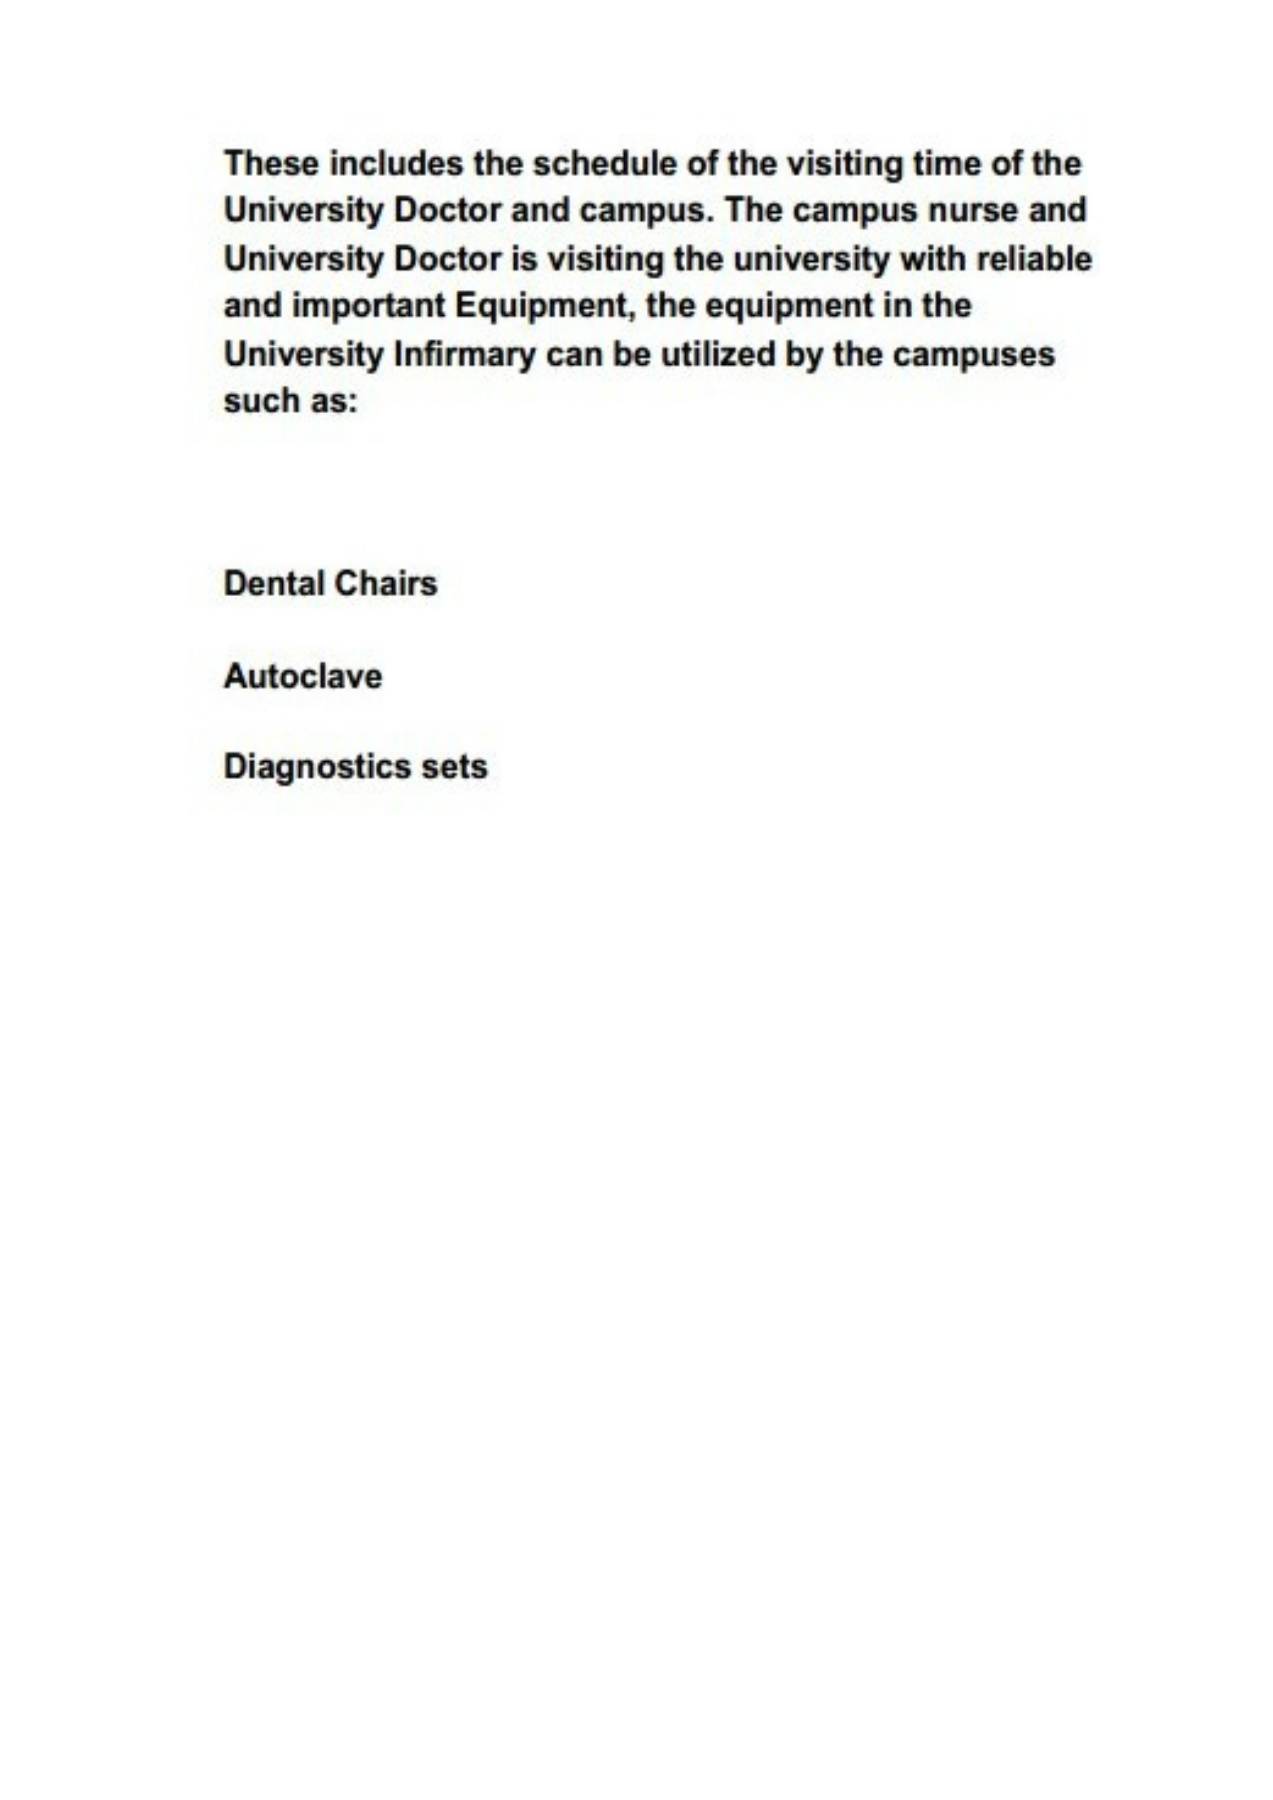 These includes the schedule of the visiting time of the
University Doctor and campus. The campus nurse and
University Doctor is visiting the university with reliable
and important Equipment, the equipment in the
University Infirmary can be utilized by the campuses
such as:
Dental Chairs
Autoclave
Diagnostics sets